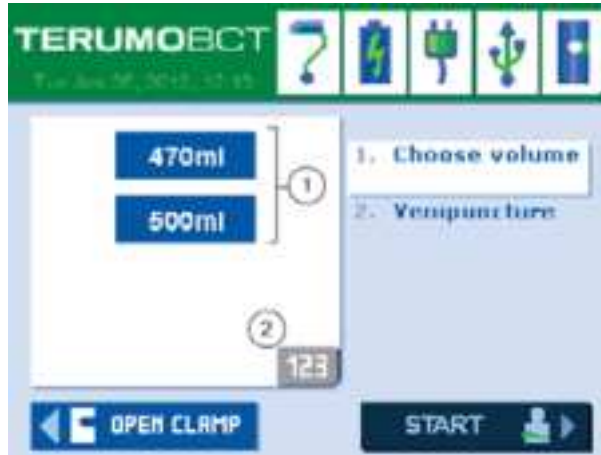 TERUMOBCT
470ml
1
500ml
2
123
1. Choose volume
2. Venipuncture
OPEN CLAMP
START